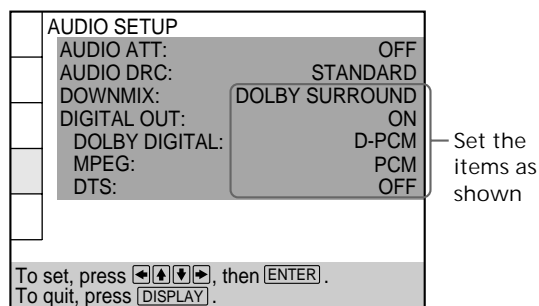 AUDIO SETUP
AUDIO ATT: OFF
AUDIO DRC: STANDARD
DOWNMIX: DOLBY SURROUND
DIGITAL OUT: ON
DOLBY DIGITAL: D-PCM
MPEG: PCM
DTS: OFF
Set the
items as
shown
To set, press ←↑↓→, then ENTER.
To quit, press DISPLAY.